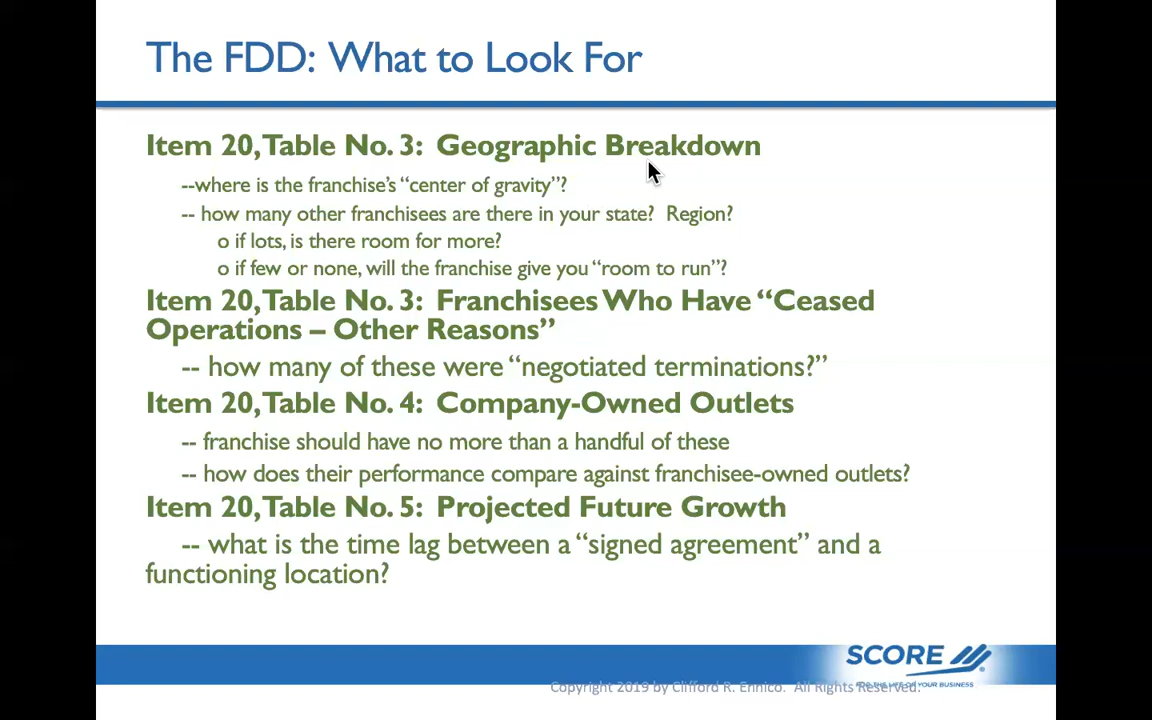 The FDD: What to Look For
Item 20, Table No. 3: Geographic Breakdown
--where is the franchise's “center of gravity”?
-- how many other franchisees are there in your state? Region?
o if lots, is there room for more?
o if few or none, will the franchise give you “room to run”?
Item 20, Table No. 3: Franchisees Who Have “Ceased
Operations – Other Reasons”
-- how many of these were “negotiated terminations?”
Item 20, Table No. 4: Company-Owned Outlets
-- franchise should have no more than a handful of these
-- how does their performance compare against franchisee-owned outlets?
Item 20, Table No. 5: Projected Future Growth
-- what is the time lag between a “signed agreement” and a
functioning location?
SCORE
FOR THE LIFE OF YOUR BUSINESS
Copyright 2019 by Clifford R. Ennico. All Rights Reserved.